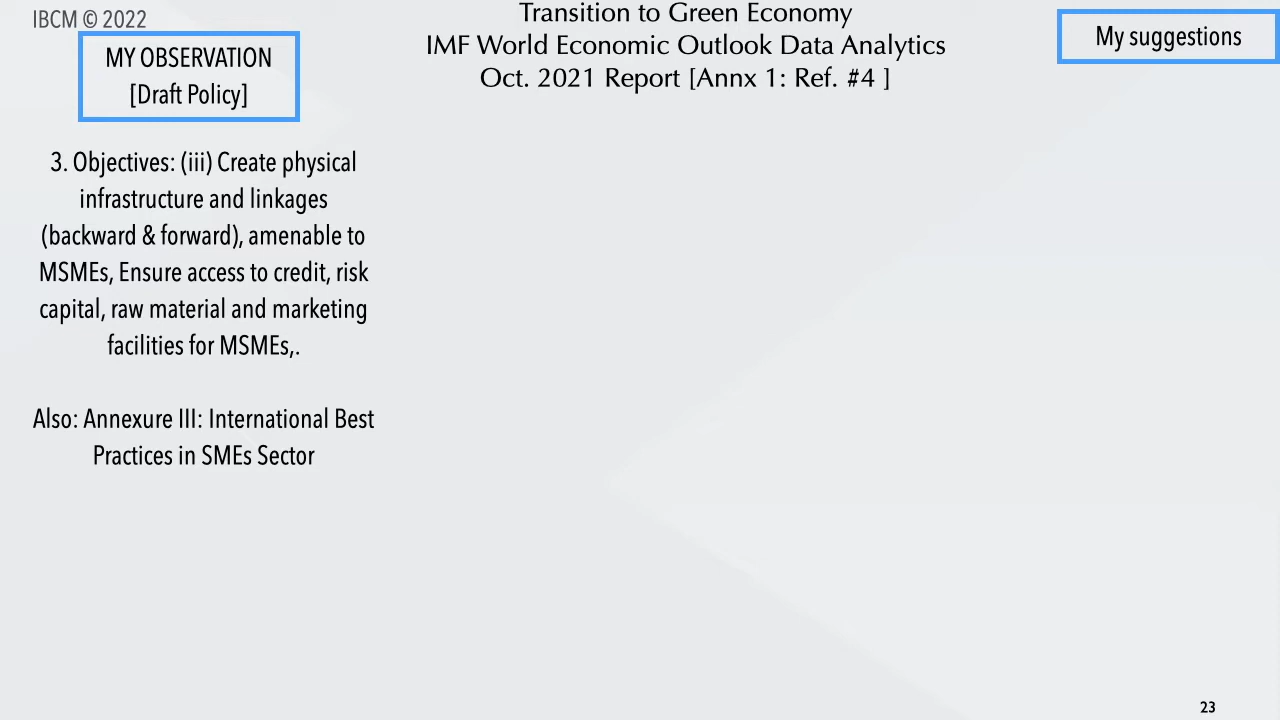 IBCM © 2022
Transition to Green Economy
IMF World Economic Outlook Data Analytics
Oct. 2021 Report [Annx 1: Ref. #4 ]
My suggestions
MY OBSERVATION
[Draft Policy]
3. Objectives: (iii) Create physical
infrastructure and linkages
(backward & forward), amenable to
MSMEs, Ensure access to credit, risk
capital, raw material and marketing
facilities for MSMEs,.
Also: Annexure III: International Best
Practices in SMEs Sector
23